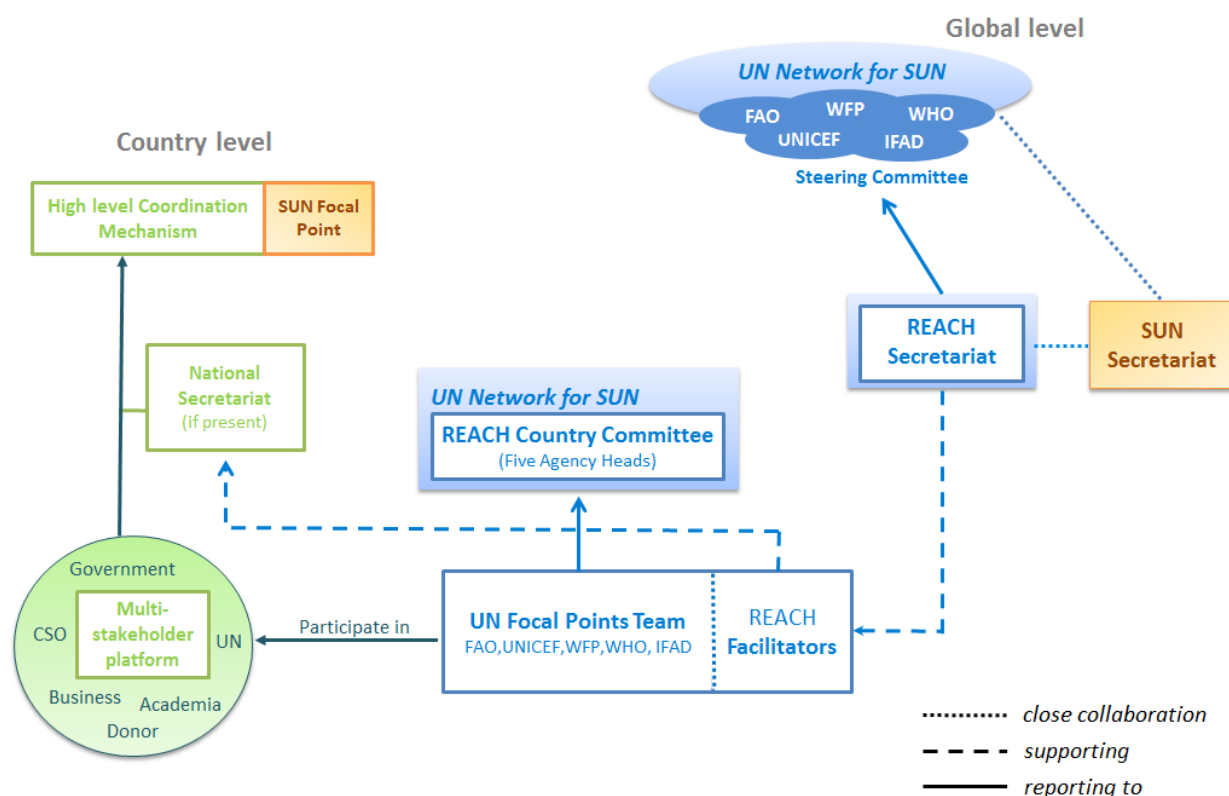 Global level
UN Network for SUN
FAO
WFP
WHO
UNICEF
IFAD
Steering Committee
Country level
High level Coordination
Mechanism
SUN Focal
Point
REACH
Secretariat
SUN
Secretariat
National
Secretariat
(if present)
UN Network for SUN
REACH Country Committee
(Five Agency Heads)
Government
Multi-
stakeholder
platform
CSO
UN
Business
Academia
Donor
Participate in
UN Focal Points Team
FAO,UNICEF,WFP,WHO, IFAD
REACH
Facilitators
close collaboration
supporting
reporting to